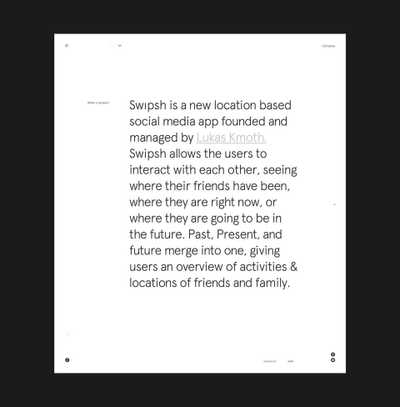 What is Swipsh?
Swipsh is a new location based
social media app founded and
managed by Lukas Kmoth.
Swipsh allows the users to
interact with each other, seeing
where their friends have been,
where they are right now, or
where they are going to be in
the future. Past, Present, and
future merge into one, giving
users an overview of activities &
locations of friends and family.